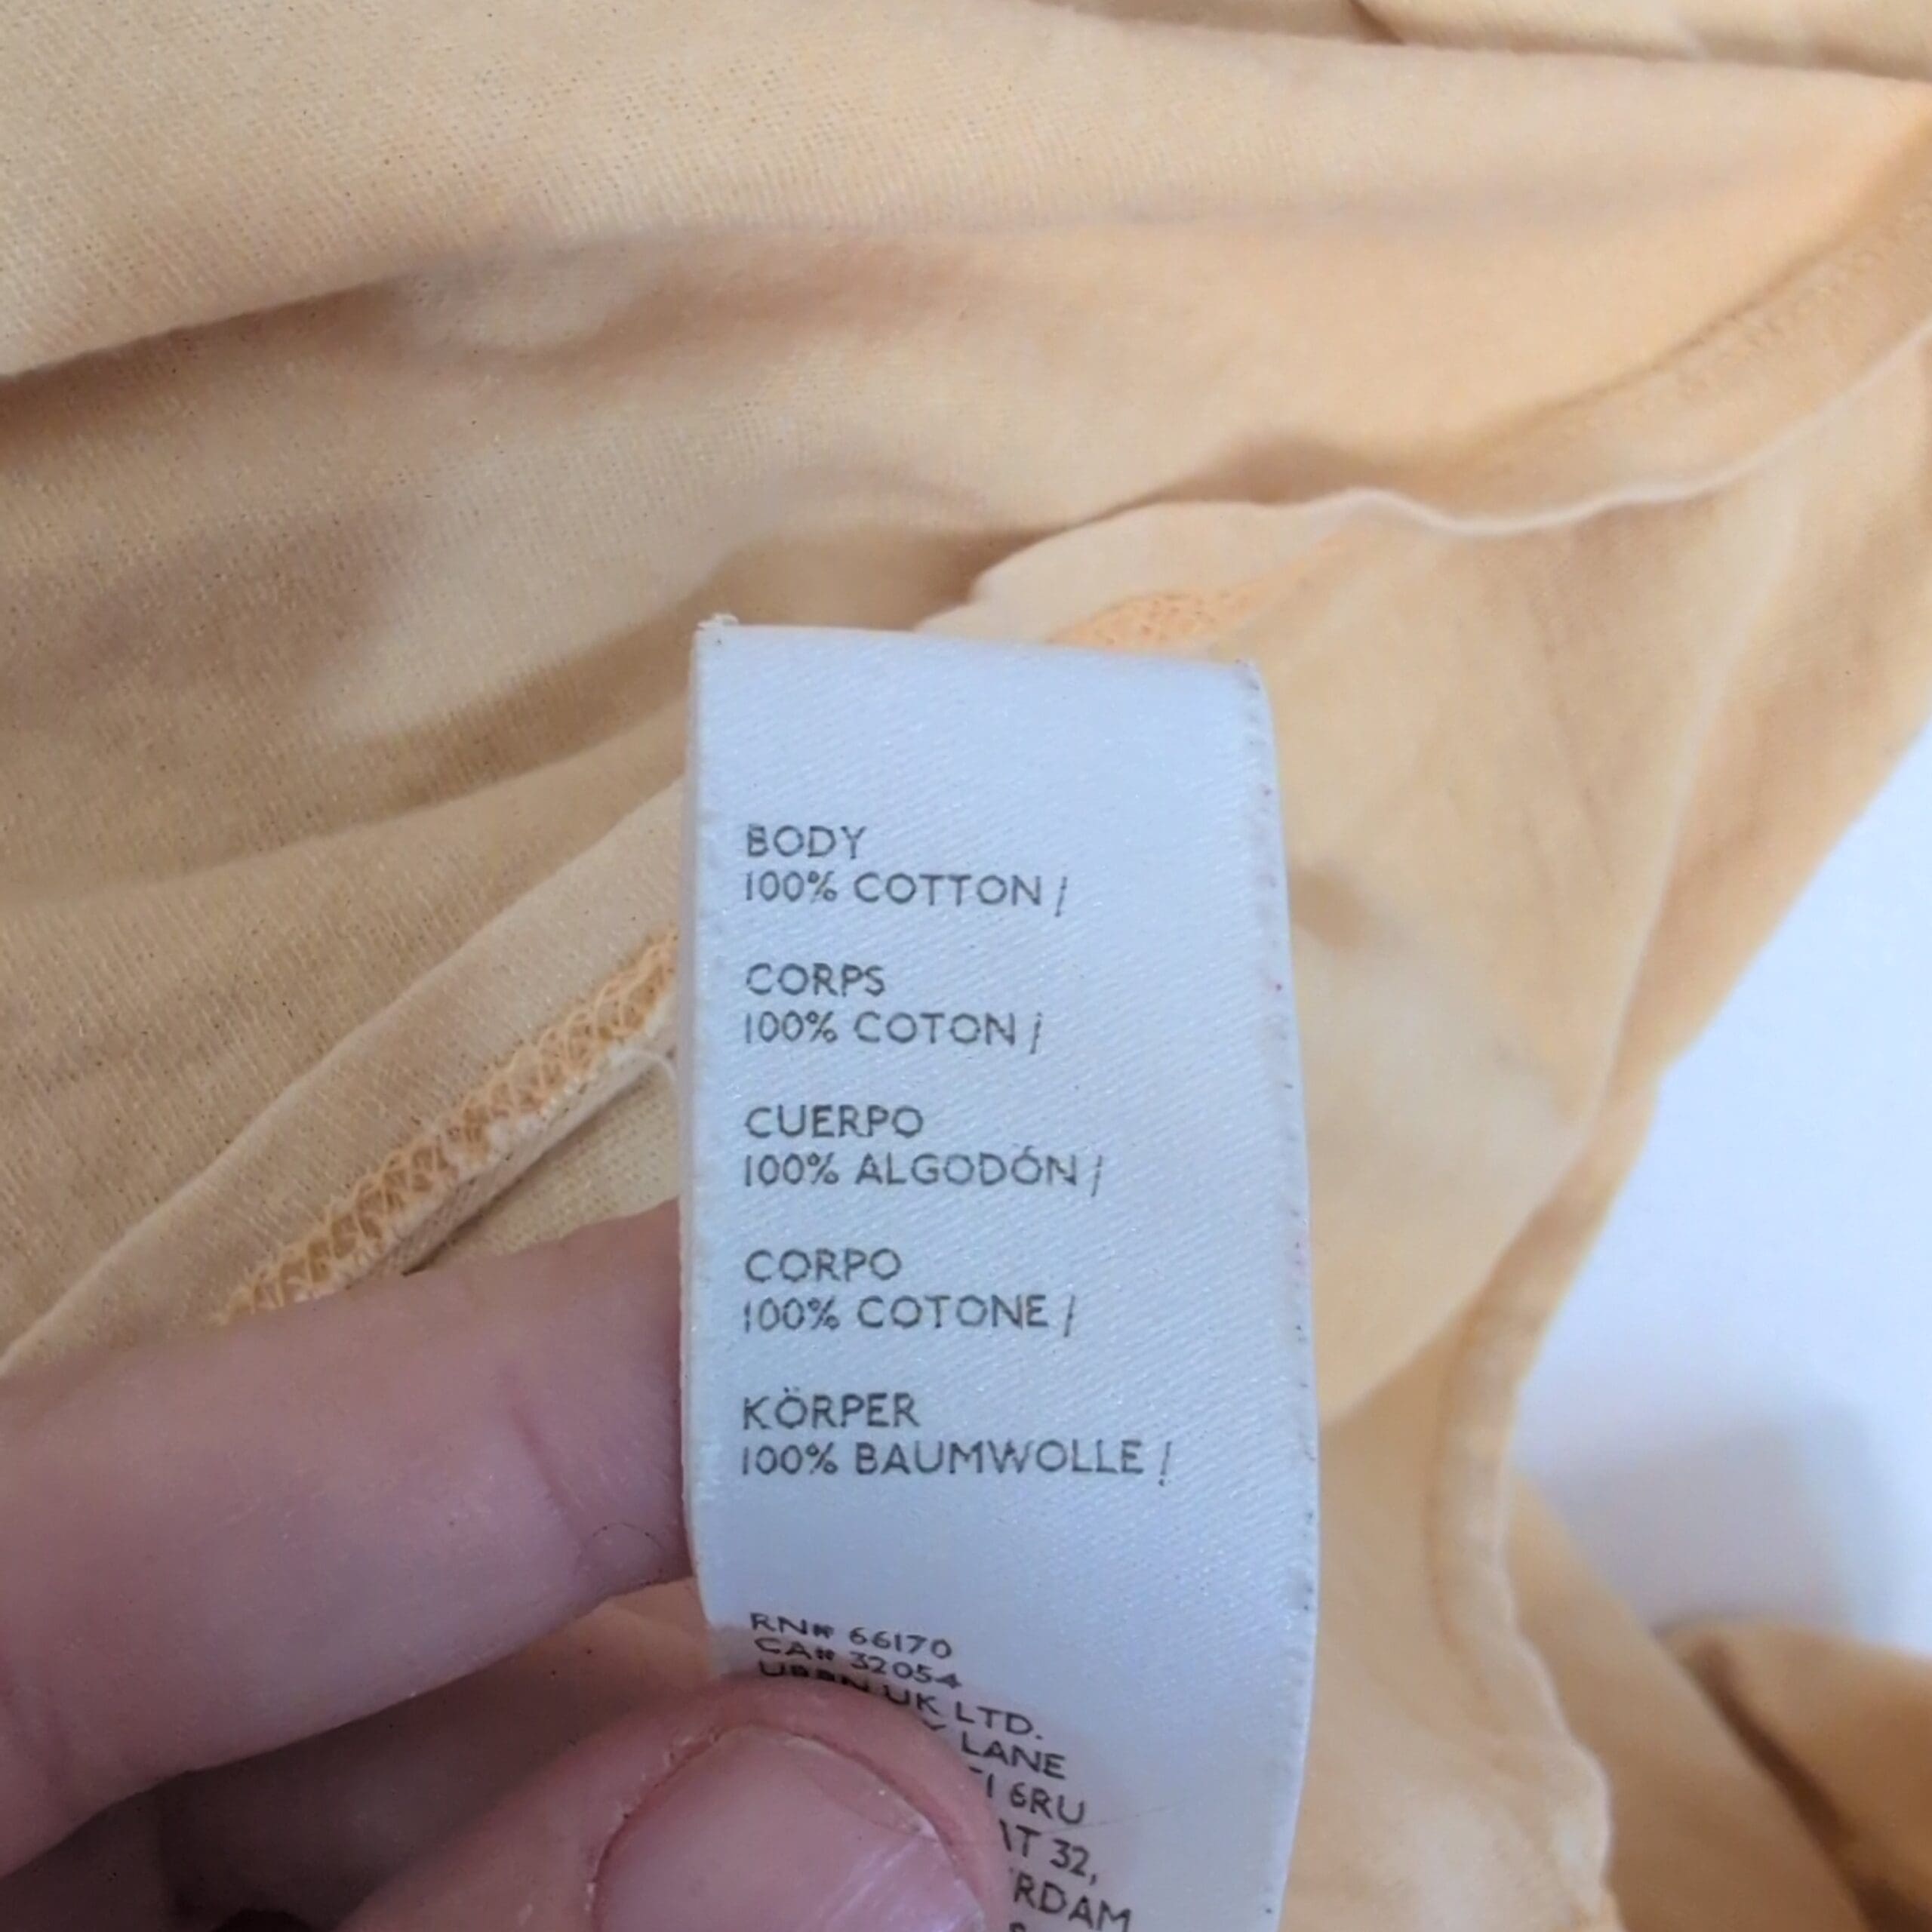 BODY
100% COTTON /
CORPS
100% COTON /
CUERPO
100% ALGODÓN /
CORPO
100% COTONE /
KÖRPER
100% BAUMWOLLE /
RN# 66170
CA# 32054
URBN UK LTD.
LANE
6RU
32,